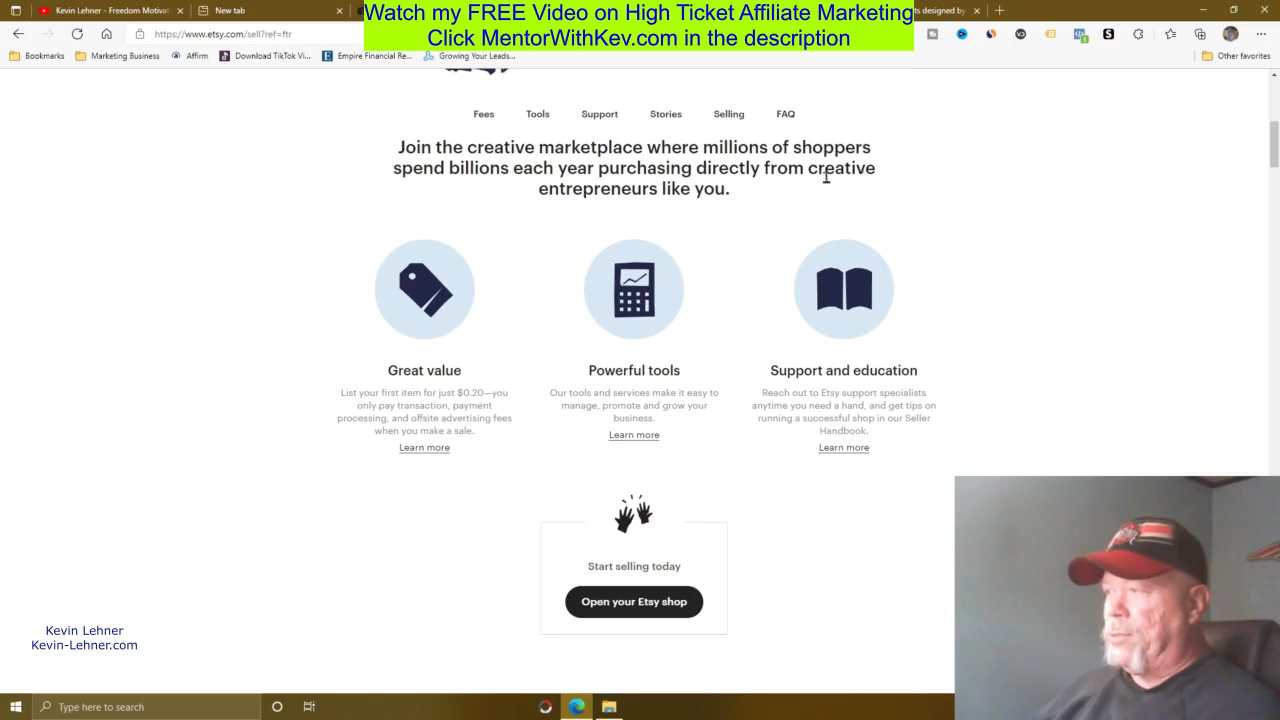 Watch my FREE Video on High Ticket Affiliate Marketing
Click MentorWithKev.com in the description
Kevin Lehner - Freedom Motivat
New tab
ts designed by
https://www.etsy.com/sell?ref=ftr
Bookmarks
Marketing Business
Affirm
Download TikTok Vi...
Empire Financial Re...
Growing Your Leads...
Other favorites
Fees
Tools
Support
Stories
Selling
FAQ
Join the creative marketplace where millions of shoppers
spend billions each year purchasing directly from creative
entrepreneurs like you.
Great value
List your first item for just $0.20—you
only pay transaction, payment
processing, and offsite advertising fees
when you make a sale.
Learn more
Powerful tools
Our tools and services make it easy to
manage, promote and grow your
business.
Learn more
Support and education
Reach out to Etsy support specialists
anytime you need a hand, and get tips on
running a successful shop in our Seller
Handbook.
Learn more
Start selling today
Open your Etsy shop
Kevin Lehner
Kevin-Lehner.com
Type here to search